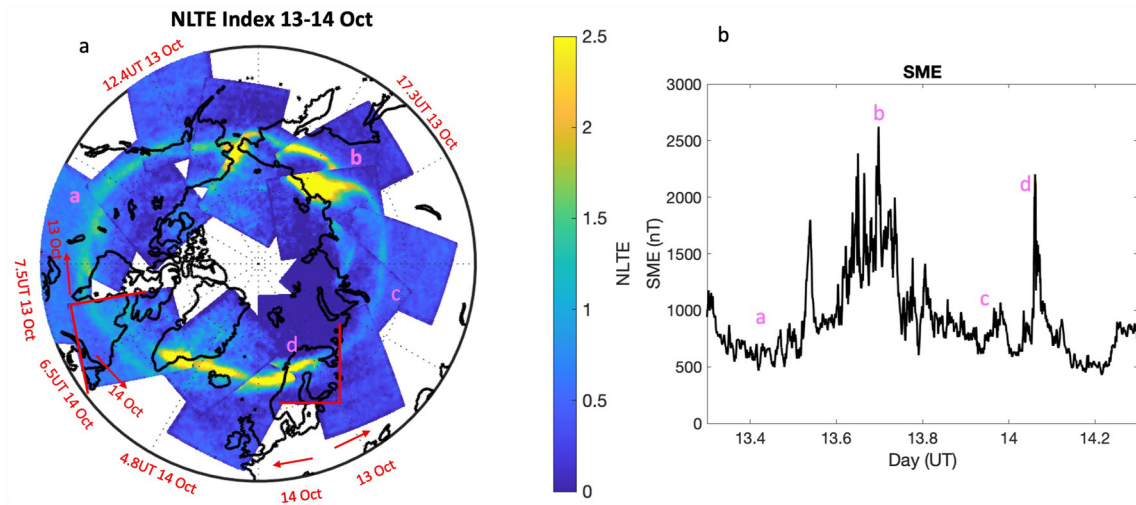 NLTE Index 13-14 Oct
a
12.4UT 13 Oct
17.3UT 13 Oct
b
a
13 Oct
c
7.5UT 13 Oct
d
14 Oct
6.5UT 14 Oct
4.8UT 14 Oct
14 Oct
13 Oct
2.5
2
1.5
1
0.5
0
NLTE
b
SME
3000
2500
2000
1500
1000
500
0
SME (nT)
b
d
a
c
13.4
13.6
13.8
14
14.2
Day (UT)